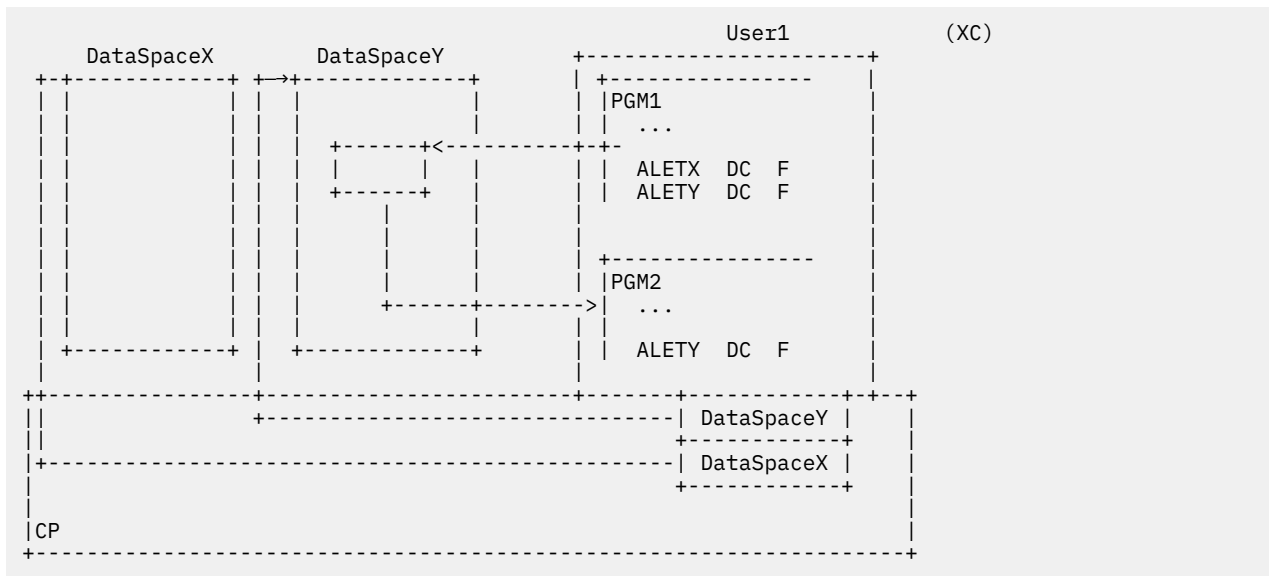 User1 (XC)
DataSpaceX DataSpaceY
PGM1
...
ALETX DC F
ALETY DC F
PGM2
...
ALETY DC F
DataSpaceY
DataSpaceX
CP